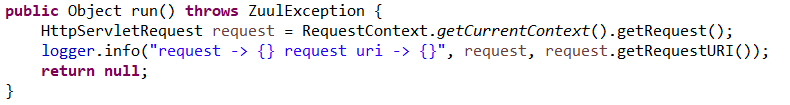 public Object run() throws ZuulException {
    HttpServletRequest request = RequestContext.getCurrentContext().getRequest();
    logger.info("request -> {} request uri -> {}", request, request.getRequestURI());
    return null;
}